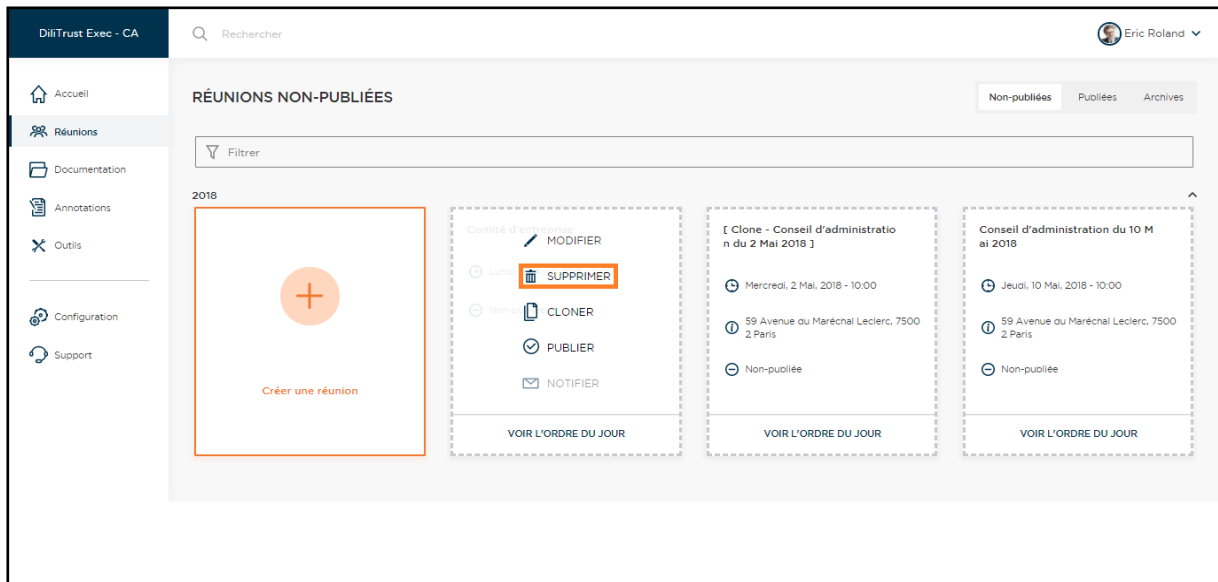 DiliTrust Exec - CA
Rechercher
Eric Roland
Accueil
Réunions
Documentation
Annotations
Outils
Configuration
Support
RÉUNIONS NON-PUBLIÉES
Non-publiées Publiées Archives
Filtrer
2018
Créer une réunion
Comité d'entreprise
Lundi
MODIFIER
SUPPRIMER
CLONER
PUBLIER
NOTIFIER
VOIR L'ORDRE DU JOUR
[ Clone - Conseil d'administratio
n du 2 Mai 2018 ]
Mercredi, 2 Mai, 2018 - 10:00
59 Avenue du Maréchal Leclerc, 7500
2 Paris
Non-publiée
VOIR L'ORDRE DU JOUR
Conseil d'administration du 10 M
ai 2018
Jeudi, 10 Mai, 2018 - 10:00
59 Avenue du Maréchal Leclerc, 7500
2 Paris
Non-publiée
VOIR L'ORDRE DU JOUR